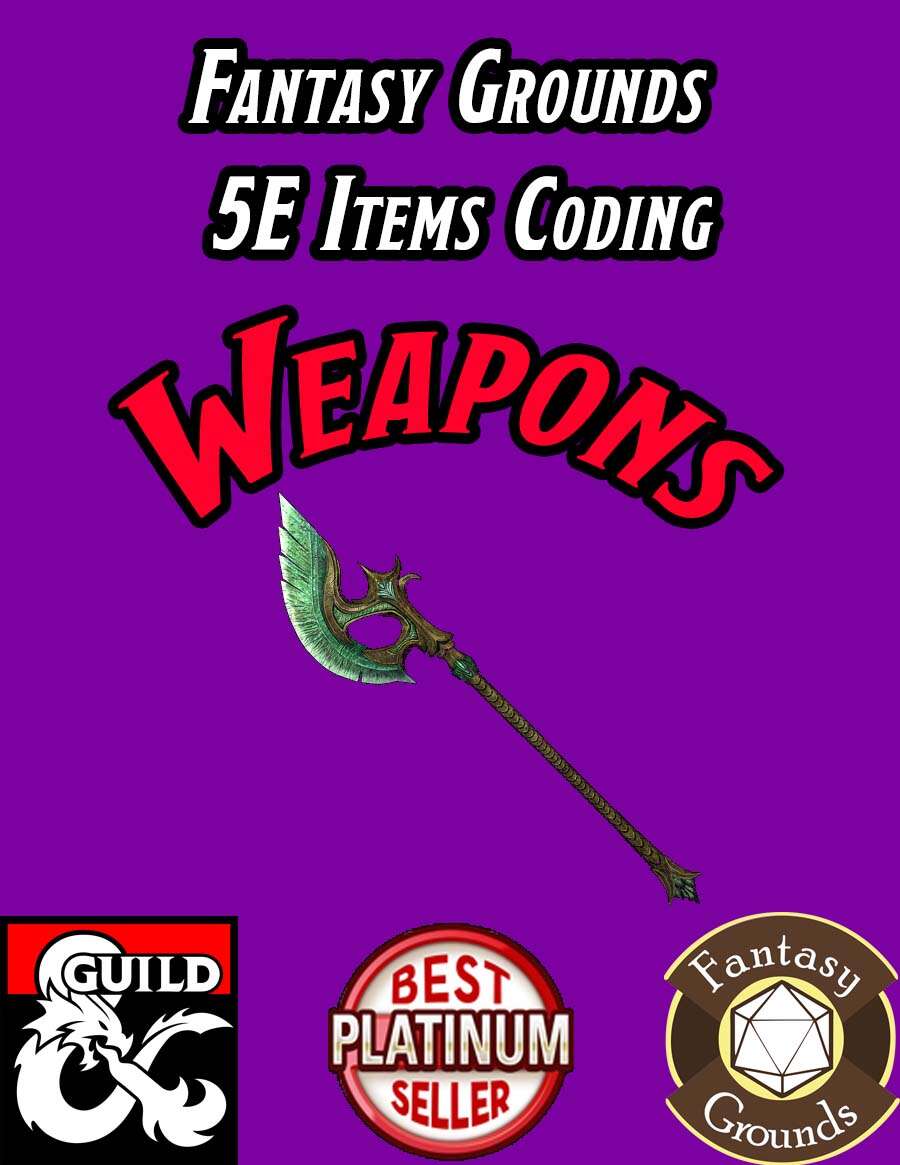 Fantasy Grounds
5E Items Coding
Weapons
GUILD
BEST
PLATINUM
SELLER
Fantasy
Grounds